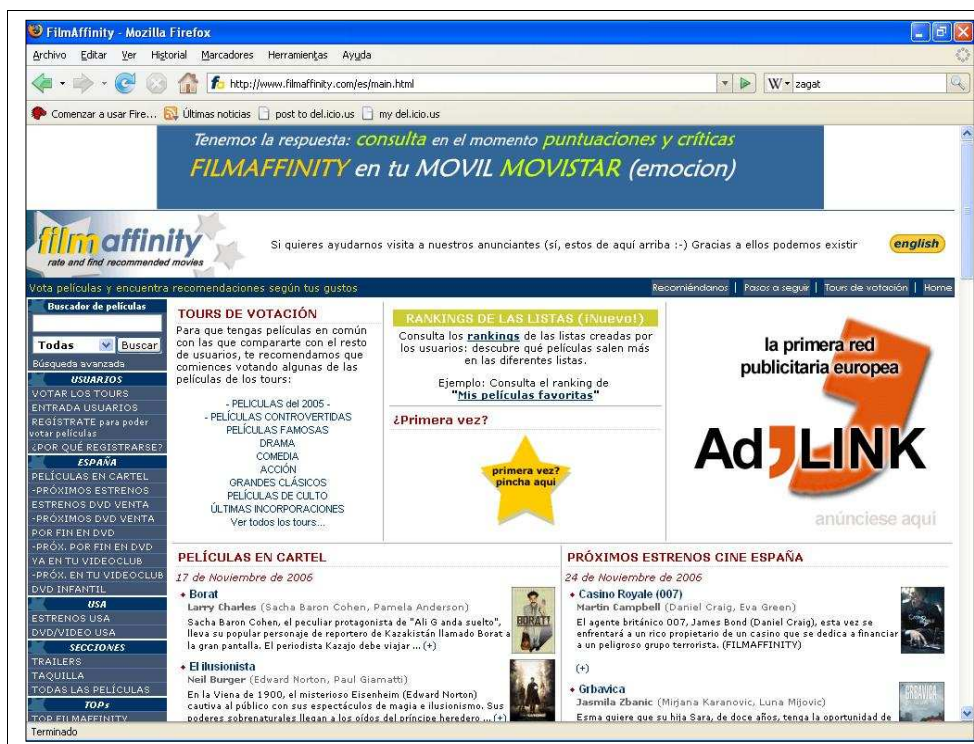 FilmAffinity - Mozilla Firefox
Archivo Editar Ver Historial Marcadores Herramientas Ayuda
http://www.filmaffinity.com/es/main.html
W zagat
Comenzar a usar Fire... Últimas noticias post to del.icio.us my del.icio.us
Tenemos la respuesta: consulta en el momento puntuaciones y críticas
FILMAFFINITY en tu MOVIL MOVISTAR (emocion)
filmaffinity
rate and find recommended movies
Si quieres ayudarnos visita a nuestros anunciantes (sí, estos de aquí arriba :-) Gracias a ellos podemos existir
english
Vota películas y encuentra recomendaciones según tus gustos
Recomiéndanos | Pasos a seguir | Tours de votación | Home
Buscador de películas
Todas Buscar
Búsqueda avanzada
USUARIOS
VOTAR LOS TOURS
ENTRADA USUARIOS
REGÍSTRATE para poder
votar películas
¿POR QUÉ REGISTRARSE?
ESPAÑA
PELÍCULAS EN CARTEL
-PRÓXIMOS ESTRENOS
ESTRENOS DVD VENTA
-PRÓXIMOS DVD VENTA
POR FIN EN DVD
-PRÓX. POR FIN EN DVD
YA EN TU VIDEOCLUB
-PRÓX. EN TU VIDEOCLUB
DVD INFANTIL
USA
ESTRENOS USA
DVD/VIDEO USA
SECCIONES
TRAILERS
TAQUILLA
TODAS LAS PELÍCULAS
TOPs
TOP FILMAFFINITY
TOURS DE VOTACIÓN
Para que tengas películas en común
con las que compararte con el resto
de usuarios, te recomendamos que
comiences votando algunas de las
películas de los tours:
- PELICULAS del 2005 -
- PELÍCULAS CONTROVERTIDAS
PELÍCULAS FAMOSAS
DRAMA
COMEDIA
ACCIÓN
GRANDES CLÁSICOS
PELÍCULAS DE CULTO
ÚLTIMAS INCORPORACIONES
Ver todos los tours...
RANKINGS DE LAS LISTAS (¡Nuevo!)
Consulta los rankings de las listas creadas por
los usuarios: descubre qué películas salen más
en las diferentes listas.
Ejemplo: Consulta el ranking de
"Mis películas favoritas"
¿Primera vez?
primera vez?
pincha aqui
la primera red
publicitaria europea
Ad LINK
anúnciese aquí
PELÍCULAS EN CARTEL
17 de Noviembre de 2006
Borat
Larry Charles (Sacha Baron Cohen, Pamela Anderson)
Sacha Baron Cohen, el peculiar protagonista de "Ali G anda suelto",
lleva su popular personaje de reportero de Kazakistán llamado Borat a
la gran pantalla. El periodista Kazajo debe viajar ... (+)
BORAT!
El ilusionista
Neil Burger (Edward Norton, Paul Giamatti)
En la Viena de 1900, el misterioso Eisenheim (Edward Norton)
cautiva al público con sus espectáculos de magia e ilusionismo. Sus
poderes sobrenaturales llegan a los oídos del príncipe heredero ... (+)
PRÓXIMOS ESTRENOS CINE ESPAÑA
24 de Noviembre de 2006
Casino Royale (007)
Martin Campbell (Daniel Craig, Eva Green)
El agente británico 007, James Bond (Daniel Craig), esta vez se
enfrentará a un rico propietario de un casino que se dedica a financiar
a un peligroso grupo terrorista. (FILMAFFINITY)
(+)
Grbavica
Jasmila Zbanic (Mirjana Karanovic, Luna Mijovic)
Esma quiere que su hija Sara, de doce años, tenga la oportunidad de
GRBAVICA
Terminado